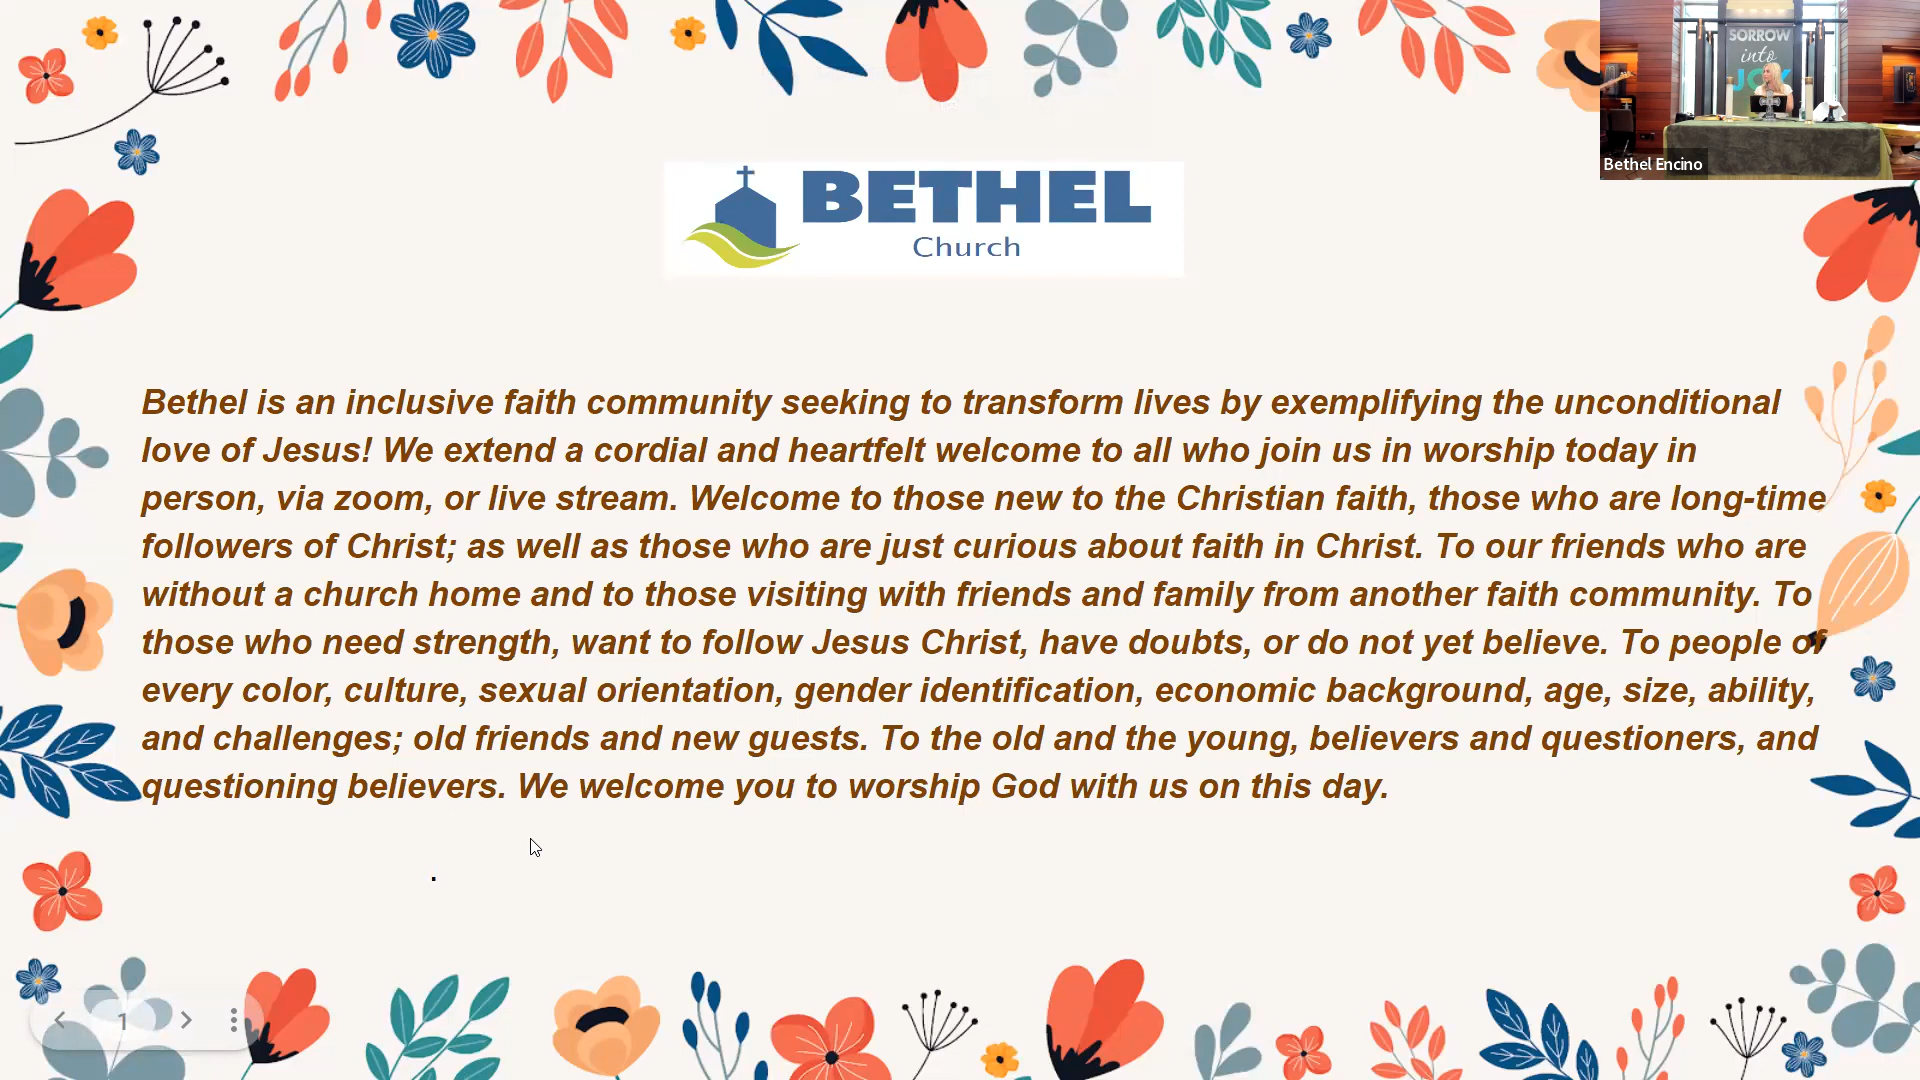 SORROW
into
JOY
Bethel Encino
BETHEL
Church
Bethel is an inclusive faith community seeking to transform lives by exemplifying the unconditional
love of Jesus! We extend a cordial and heartfelt welcome to all who join us in worship today in
person, via zoom, or live stream. Welcome to those new to the Christian faith, those who are long-time
followers of Christ; as well as those who are just curious about faith in Christ. To our friends who are
without a church home and to those visiting with friends and family from another faith community. To
those who need strength, want to follow Jesus Christ, have doubts, or do not yet believe. To people of
every color, culture, sexual orientation, gender identification, economic background, age, size, ability,
and challenges; old friends and new guests. To the old and the young, believers and questioners, and
questioning believers. We welcome you to worship God with us on this day.
.
1